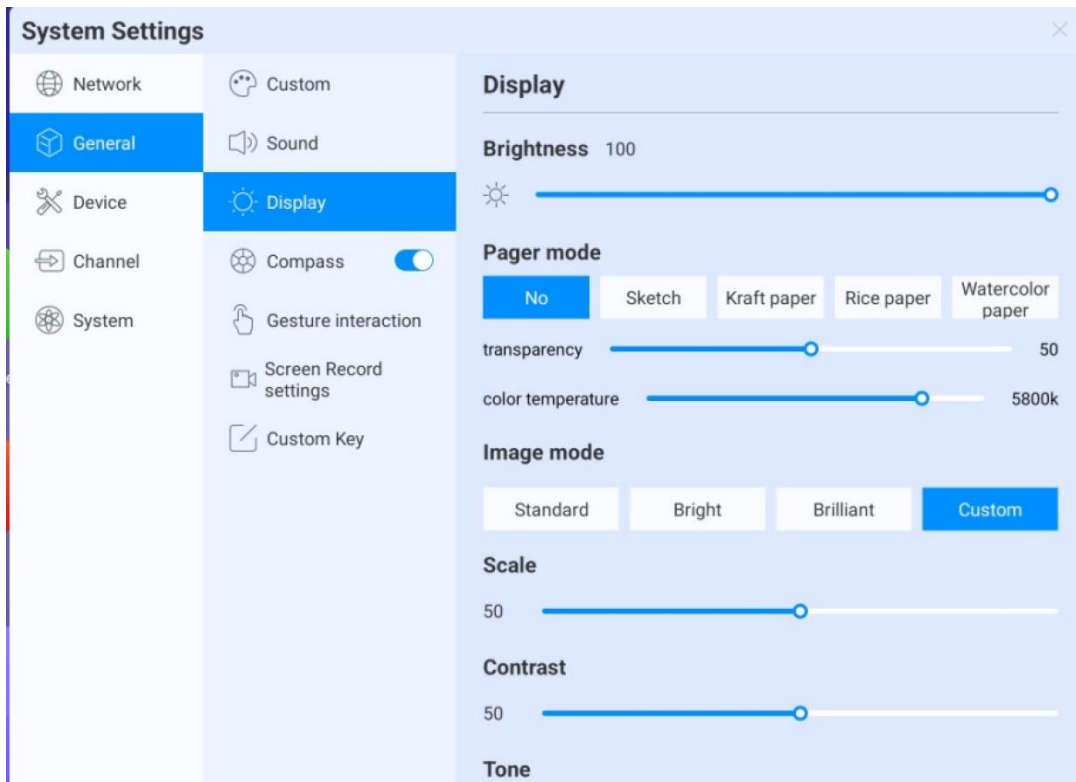 System Settings
Network
General
Device
Channel
System
Custom
Sound
Display
Compass
Gesture interaction
Screen Record
settings
Custom Key
Display
Brightness 100
Pager mode
No Sketch Kraft paper Rice paper Watercolor
paper
transparency 50
color temperature 5800k
Image mode
Standard Bright Brilliant Custom
Scale
50
Contrast
50
Tone